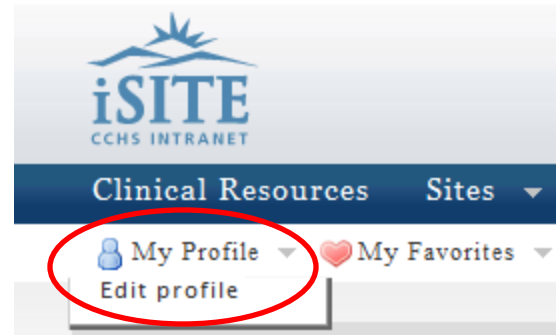 iSITE
CCHS INTRANET
Clinical Resources Sites
My Profile My Favorites
Edit profile